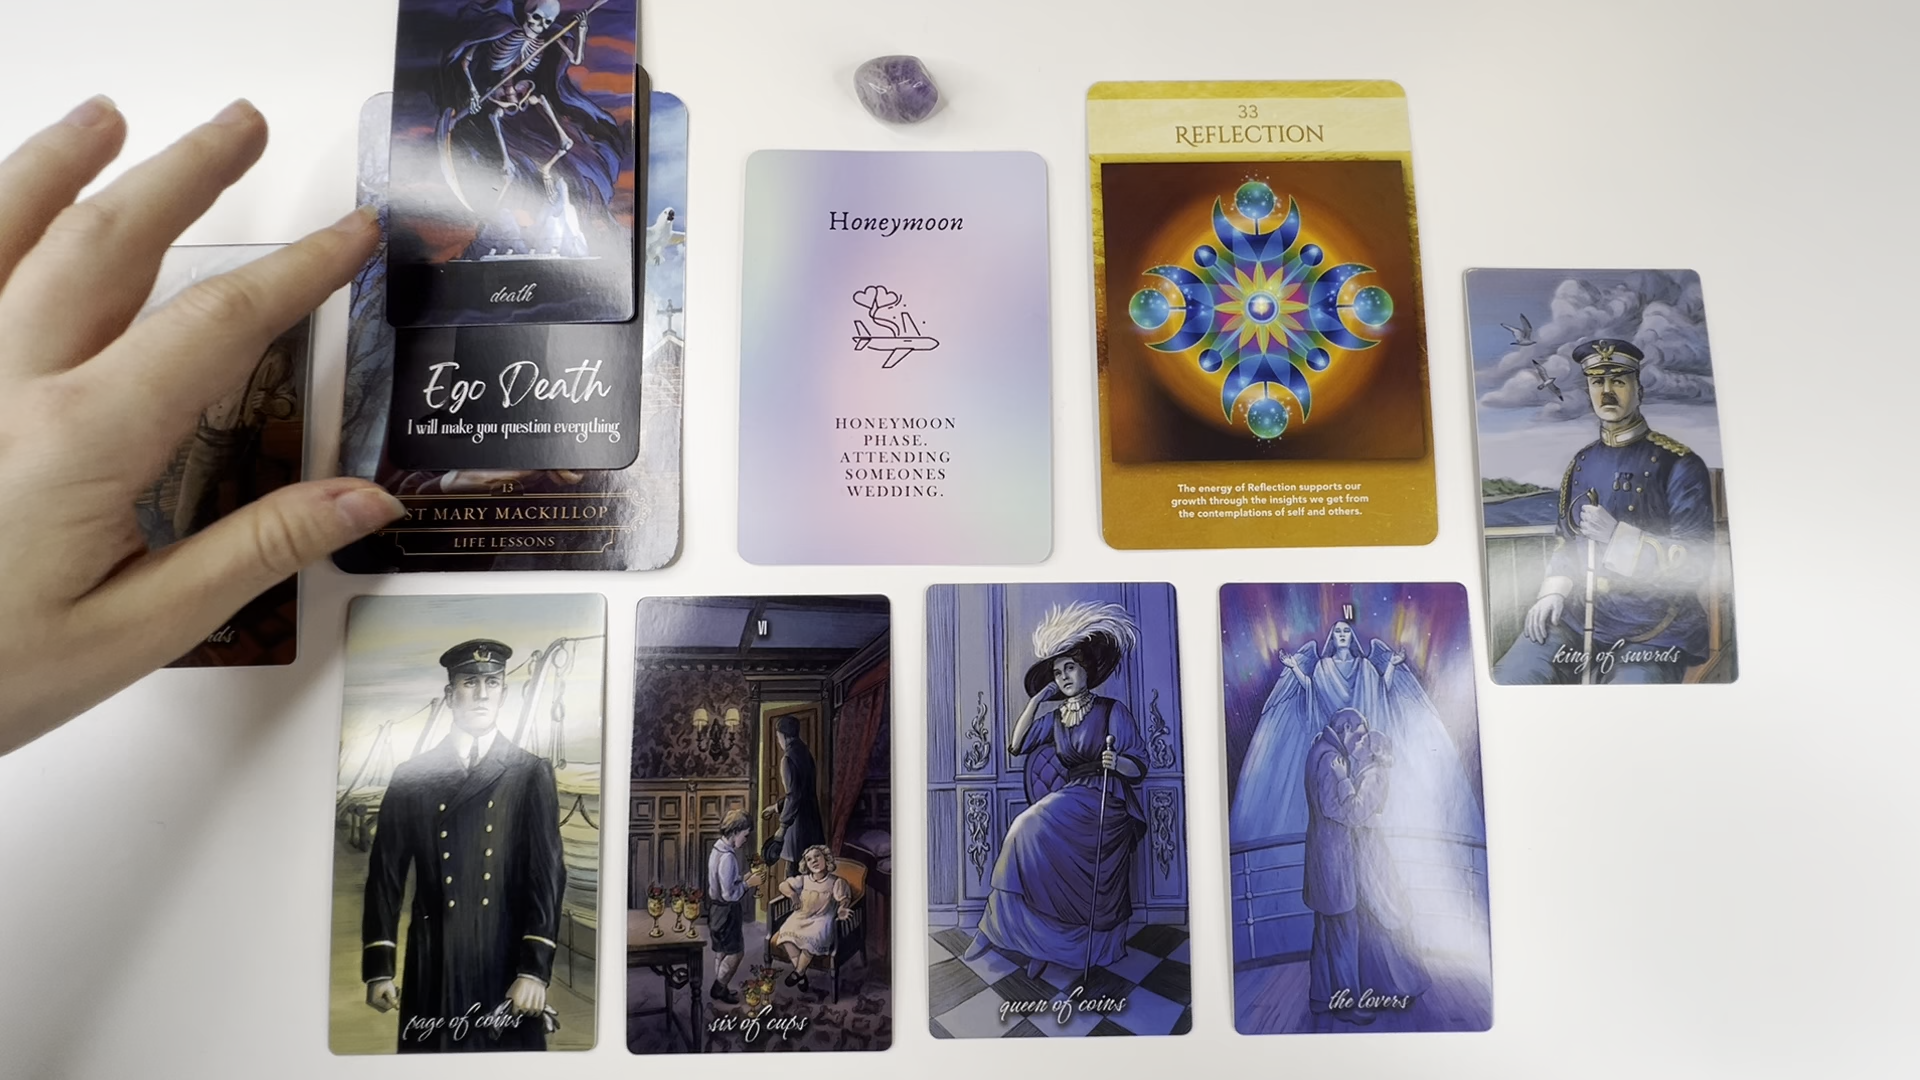 death
Ego Death
I will make you question everything
13
ST MARY MACKILLOP
LIFE LESSONS
Honeymoon
HONEYMOON
PHASE.
ATTENDING
SOMEONES
WEDDING.
33
REFLECTION
The energy of Reflection supports our
growth through the insights we get from
the contemplations of self and others.
king of swords
page of coins
VI
six of cups
queen of coins
VI
the lovers